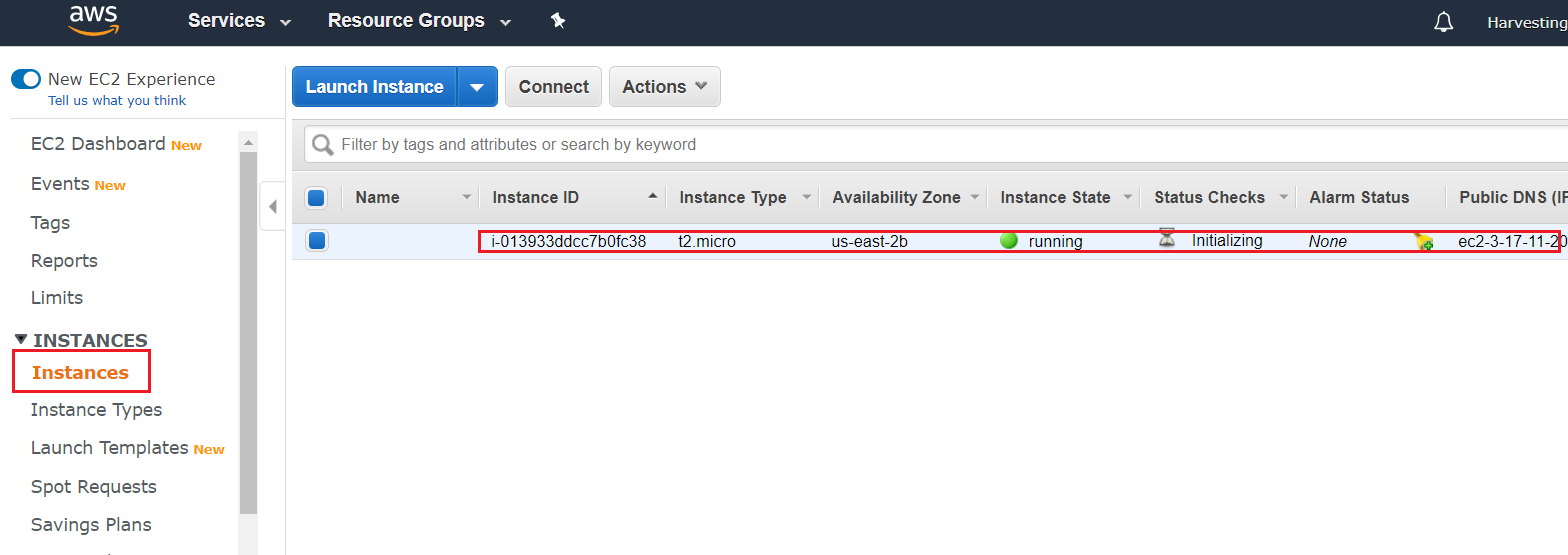 aws Services Resource Groups Harvesting
New EC2 Experience
Tell us what you think
EC2 Dashboard New
Events New
Tags
Reports
Limits
INSTANCES
Instances
Instance Types
Launch Templates New
Spot Requests
Savings Plans
Launch Instance Connect Actions
Filter by tags and attributes or search by keyword
Name Instance ID Instance Type Availability Zone Instance State Status Checks Alarm Status Public DNS (IP
i-013933ddcc7b0fc38 t2.micro us-east-2b running Initializing None ec2-3-17-11-20